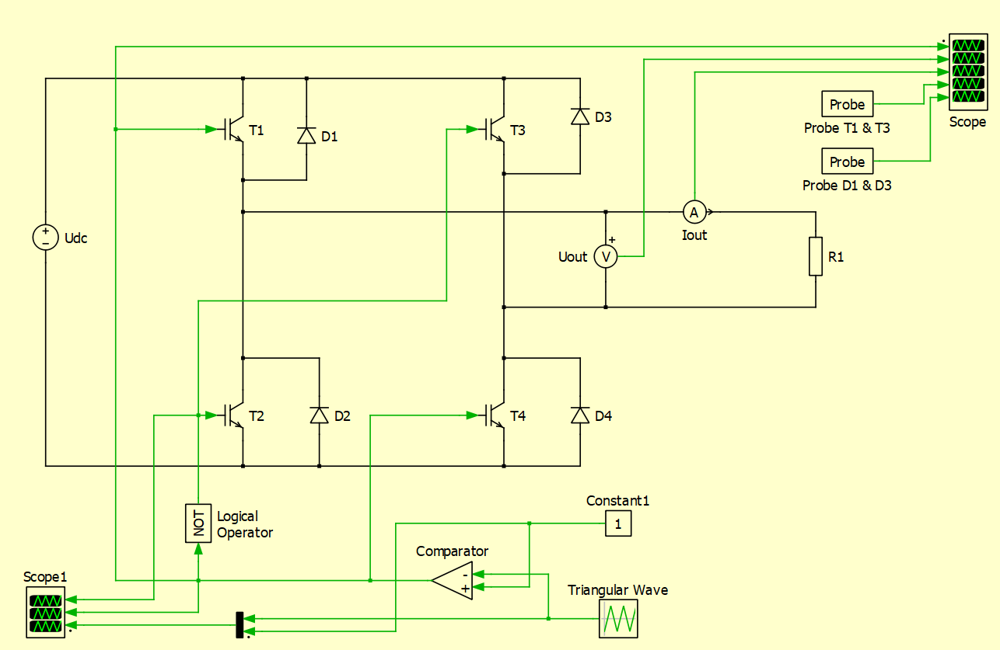 T1
D1
T3
D3
Probe
Probe T1 & T3
Scope
Probe
Probe D1 & D3
+
−
Udc
A
Iout
Uout
+
V
R1
T2
D2
T4
D4
NOT
Logical
Operator
Constant1
1
Comparator
-
+
Triangular Wave
Scope1